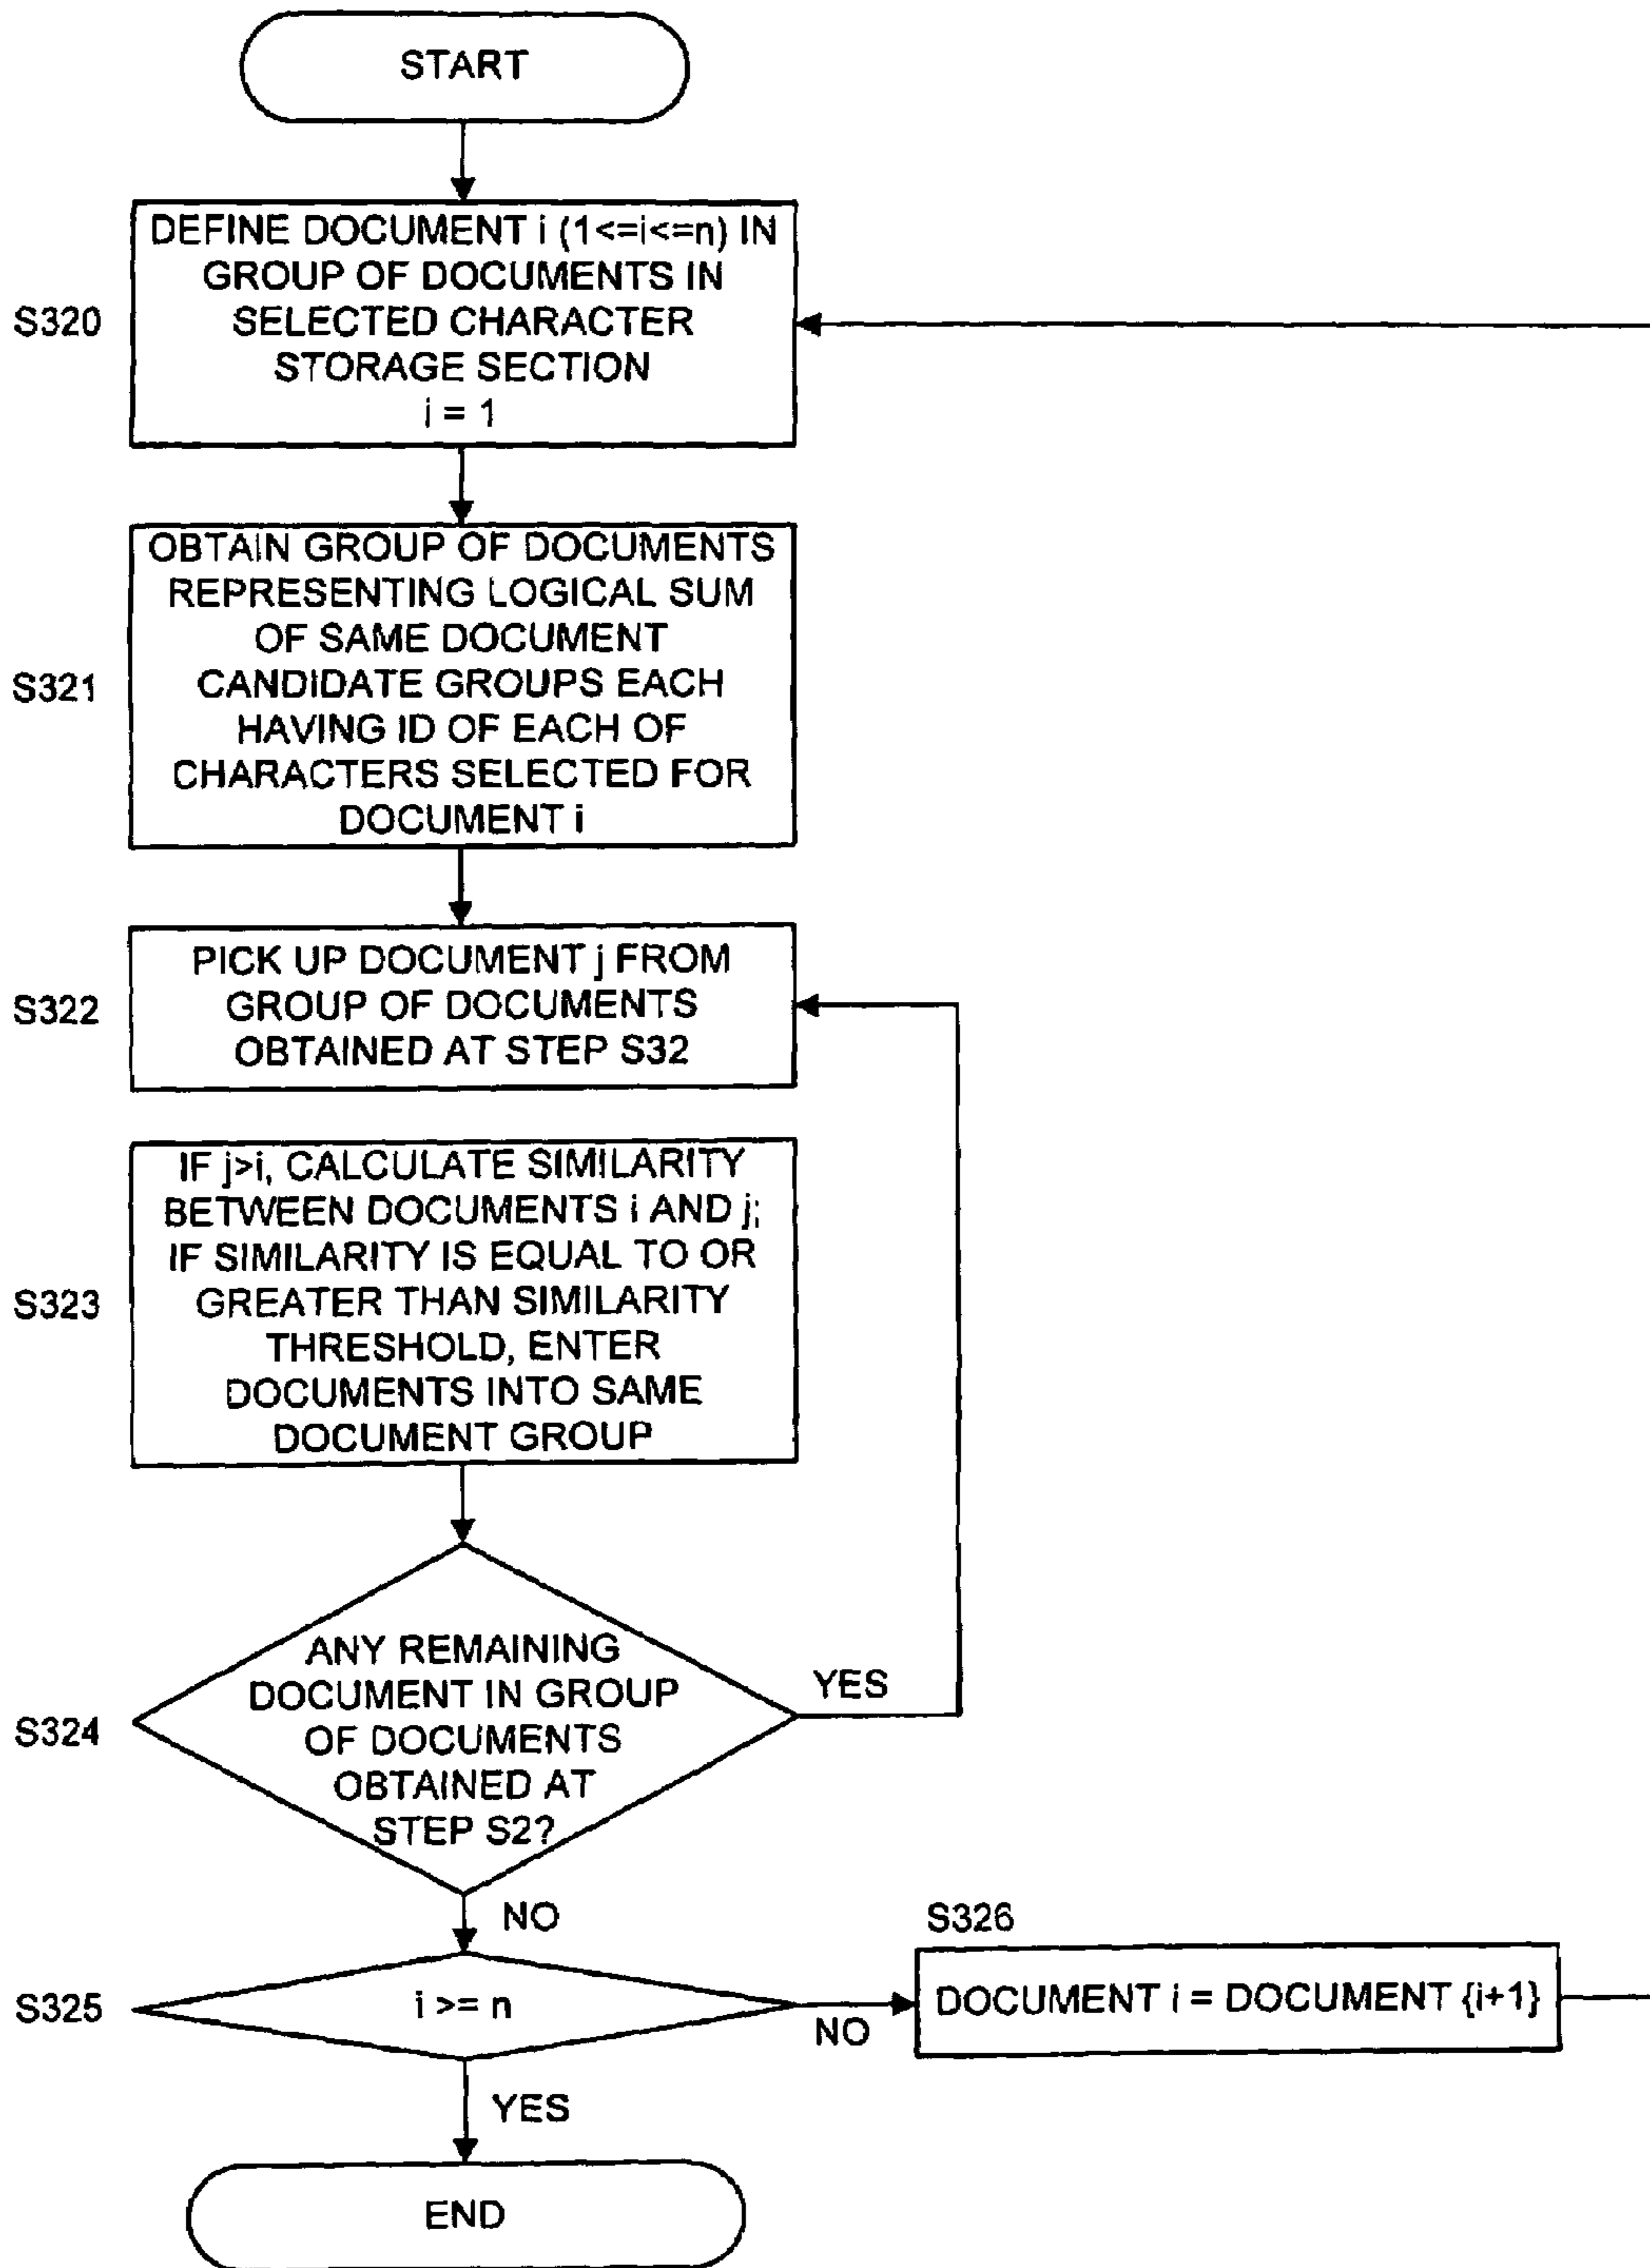 START
DEFINE DOCUMENT i (1<=i<=n) IN
GROUP OF DOCUMENTS IN
SELECTED CHARACTER
STORAGE SECTION
i = 1
S320
OBTAIN GROUP OF DOCUMENTS
REPRESENTING LOGICAL SUM
OF SAME DOCUMENT
CANDIDATE GROUPS EACH
HAVING ID OF EACH OF
CHARACTERS SELECTED FOR
DOCUMENT i
S321
PICK UP DOCUMENT j FROM
GROUP OF DOCUMENTS
OBTAINED AT STEP S32
S322
IF j>i, CALCULATE SIMILARITY
BETWEEN DOCUMENTS i AND j;
IF SIMILARITY IS EQUAL TO OR
GREATER THAN SIMILARITY
THRESHOLD, ENTER
DOCUMENTS INTO SAME
DOCUMENT GROUP
S323
ANY REMAINING
DOCUMENT IN GROUP
OF DOCUMENTS
OBTAINED AT
STEP S2?
S324
YES
NO
i >= n
S325
NO
S326
DOCUMENT i = DOCUMENT {i+1}
YES
END